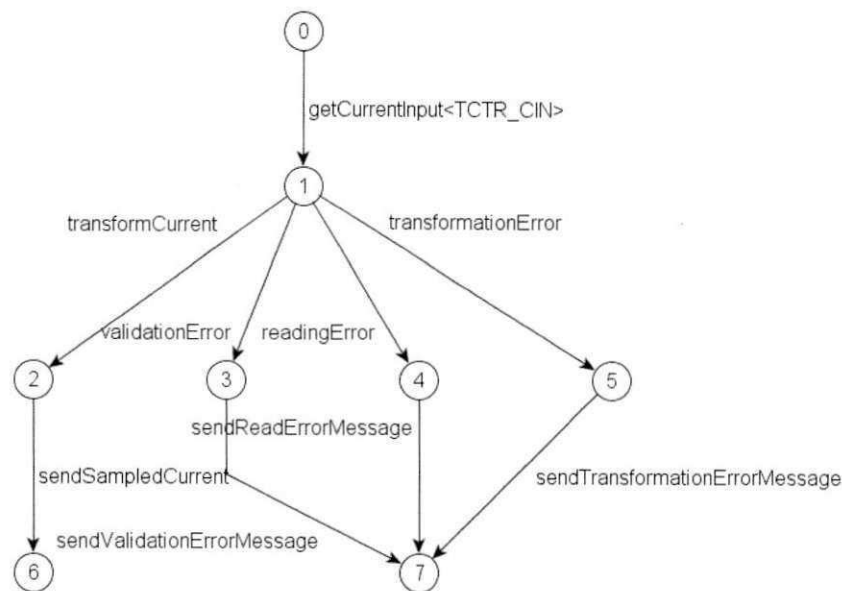 0
getCurrentInput<TCTR_CIN>
1
transformCurrent
transformationError
validationError
readingError
2
3
4
5
sendReadErrorMessage
sendSampledCurrent
sendTransformationErrorMessage
sendValidationErrorMessage
6
7